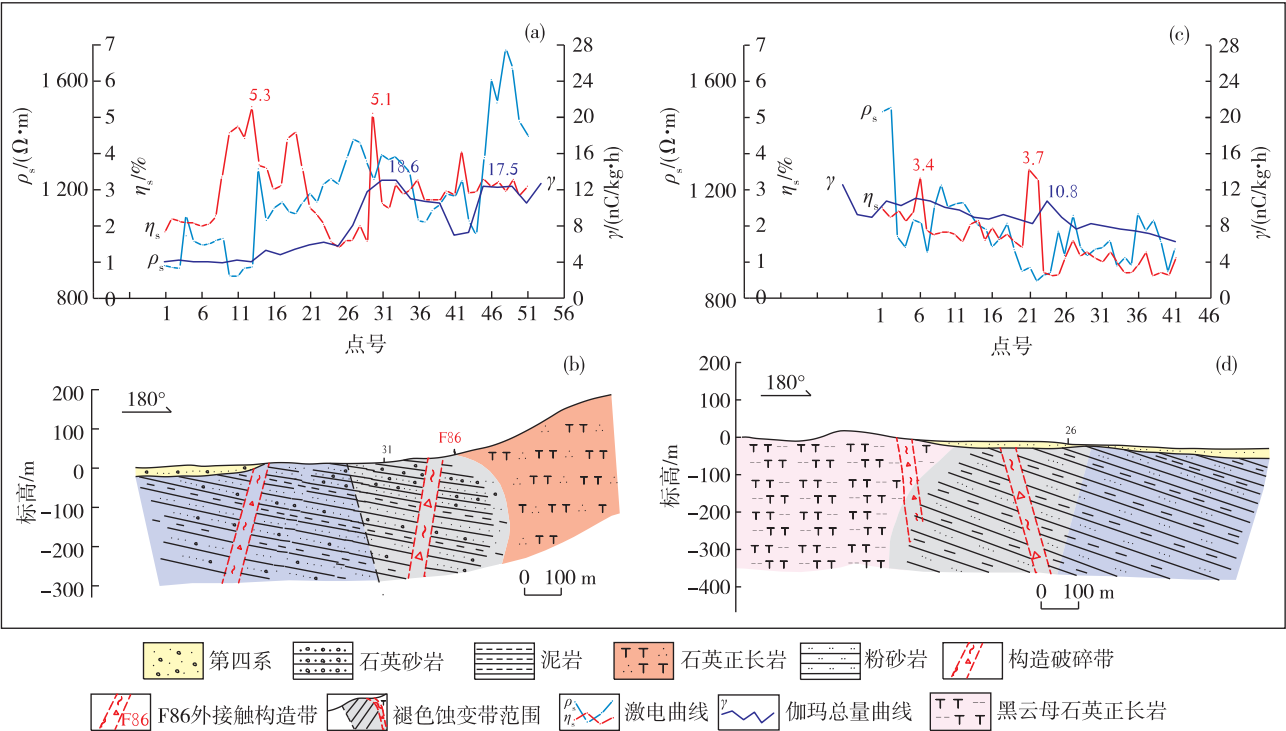 (a)
7
6
5
4
3
2
1
0
1 600
1 200
800
ρs/(Ω•m)
ηs/%
28
24
20
16
12
8
4
0
γ/(nC/kg•h)
5.3
5.1
18.6
17.5
γ
ηs
ρs
1 6 11 16 21 26 31 36 41 46 51 56
点号
(c)
7
6
5
4
3
2
1
0
1 600
1 200
800
ρs/(Ω•m)
ηs/%
28
24
20
16
12
8
4
0
γ/(nC/kg•h)
ρs
γ
ηs
3.4
3.7
10.8
1 6 11 16 21 26 31 36 41 46
点号
(b)
200
100
0
−100
−200
−300
标高/m
180°
31
F86
0 100 m
(d)
200
100
0
−100
−200
−300
−400
标高/m
180°
26
0 100 m
第四系 石英砂岩 泥岩 石英正长岩 粉砂岩 构造破碎带
F86 F86外接触构造带 褪色蚀变带范围 ρs ηs 激电曲线 γ 伽玛总量曲线 黑云母石英正长岩